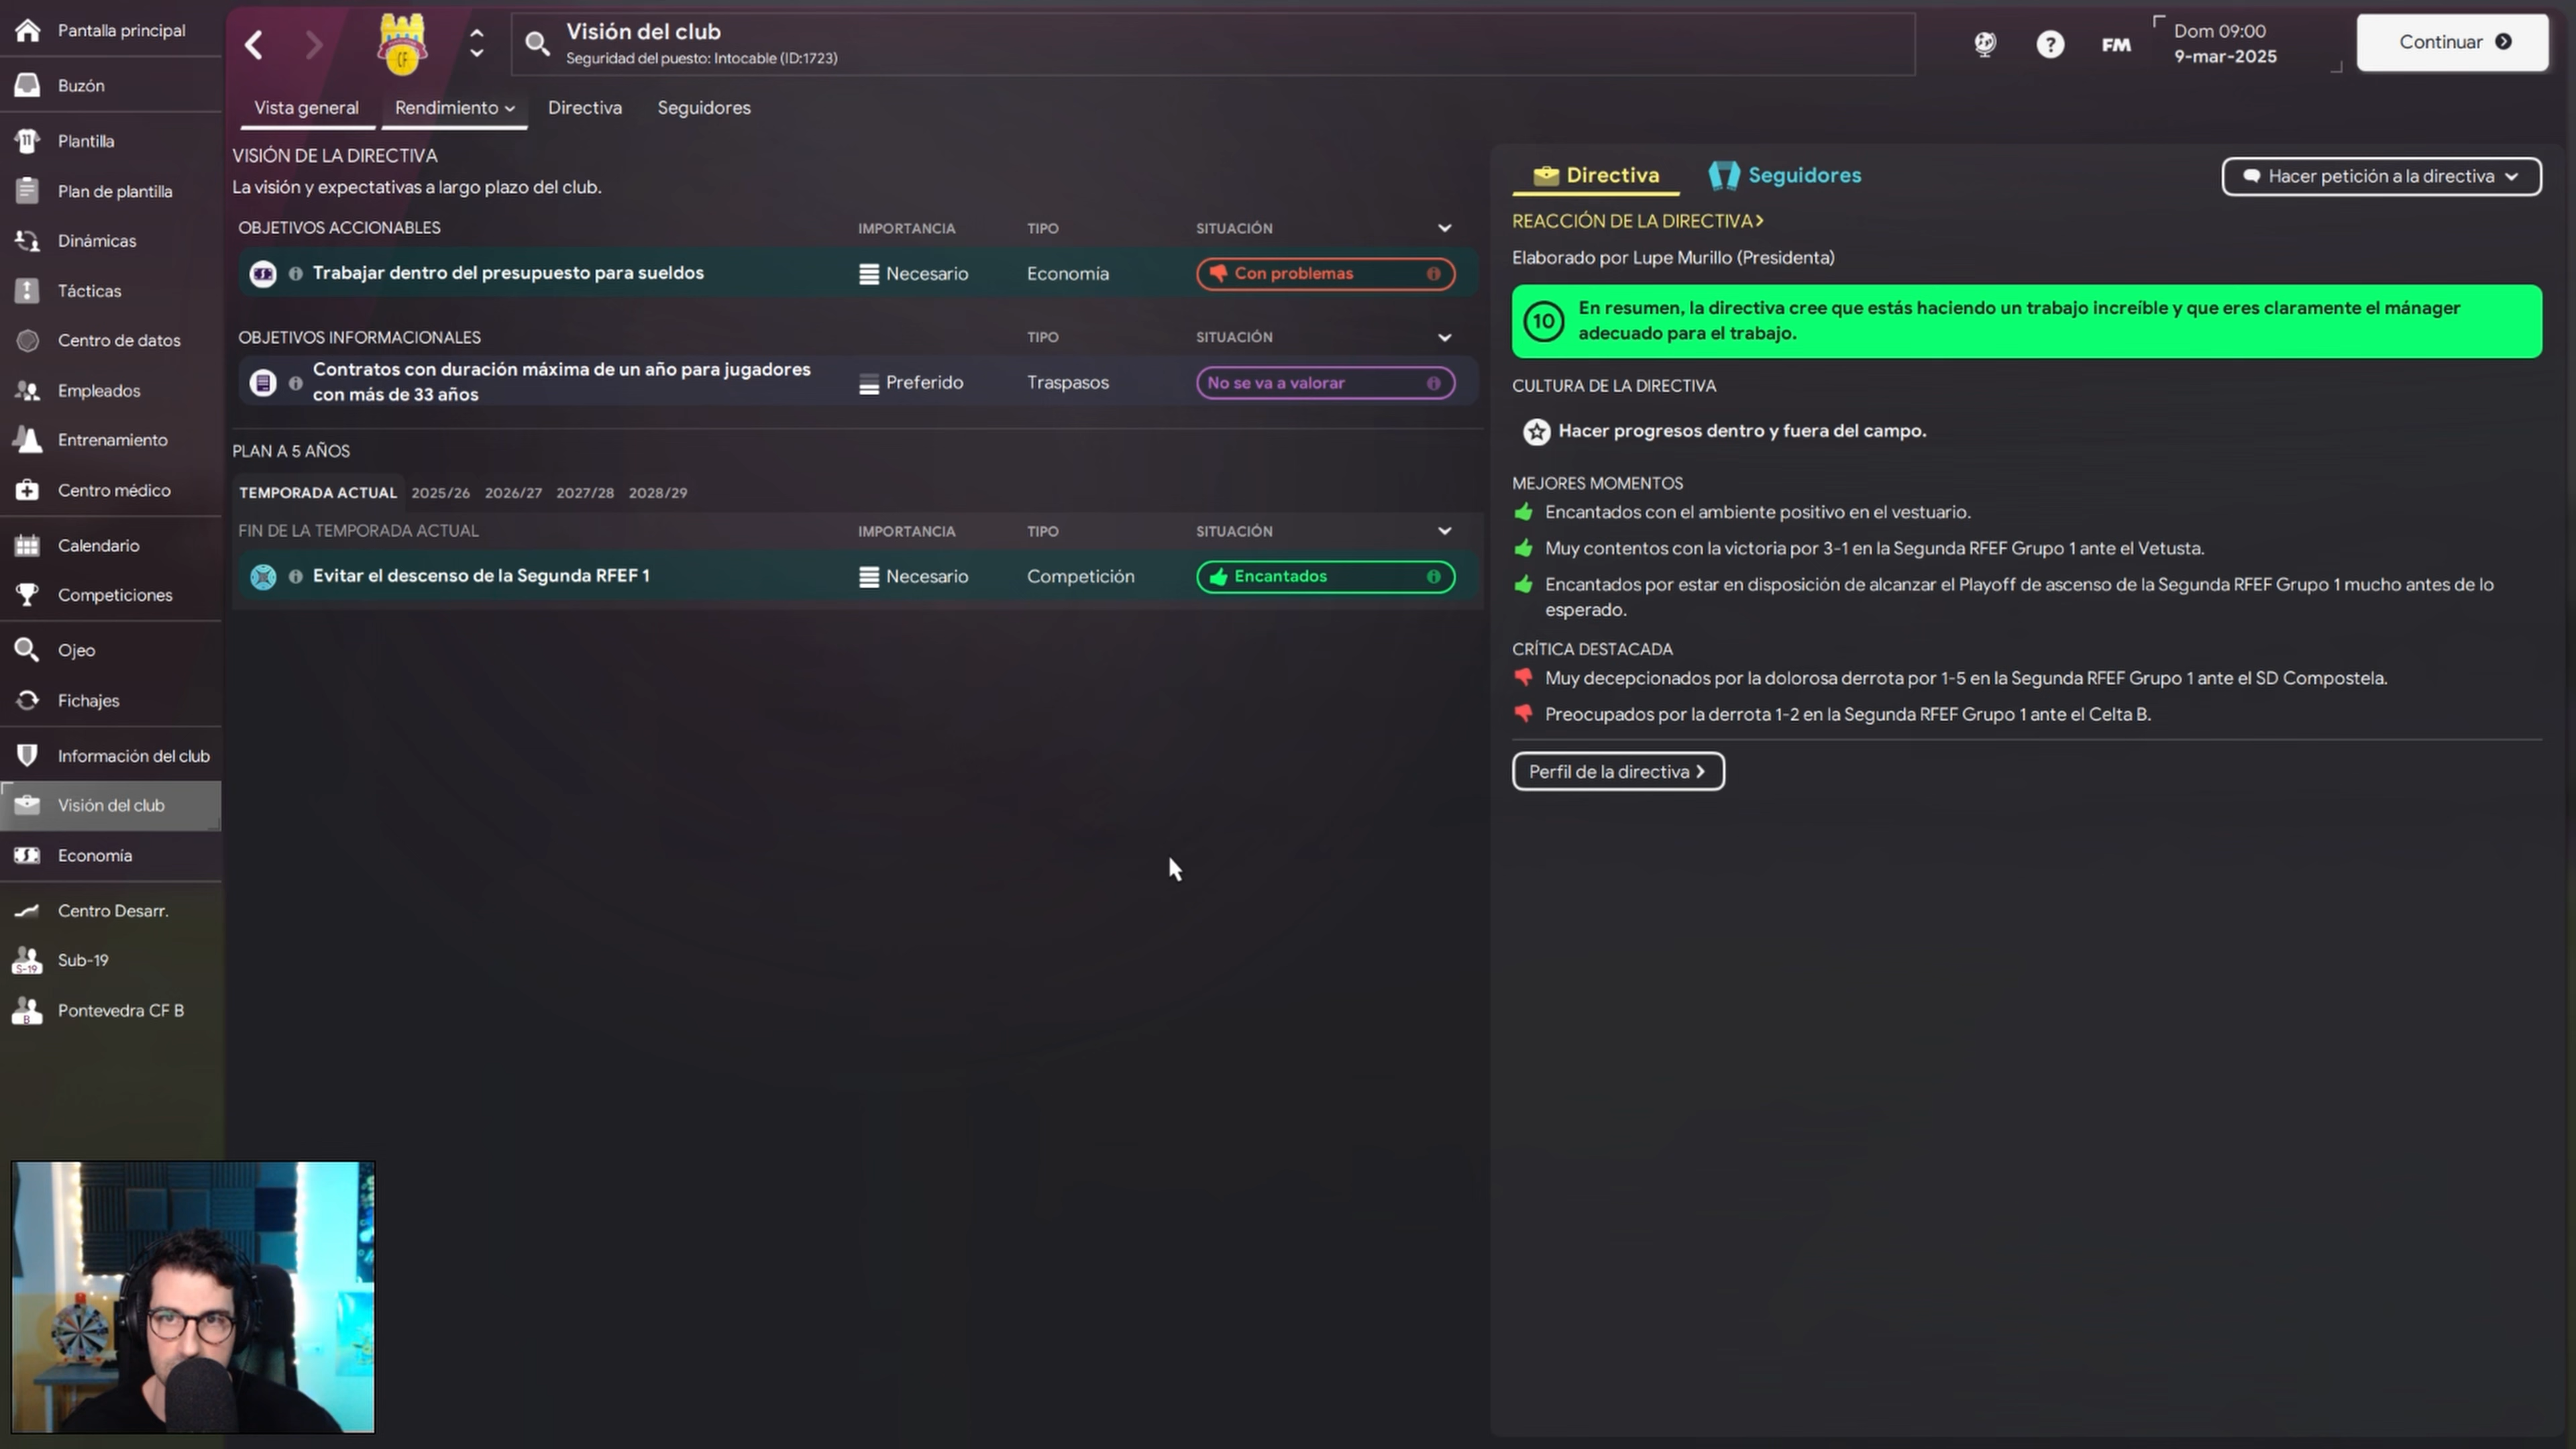 Pantalla principal
Buzón
Plantilla
Plan de plantilla
Dinámicas
Tácticas
Centro de datos
Empleados
Entrenamiento
Centro médico
Calendario
Competiciones
Ojeo
Fichajes
Información del club
Visión del club
Economía
Centro Desarr.
S-19
Sub-19
B
Pontevedra CF B
CF
Visión del club
Seguridad del puesto: Intocable (ID:1723)
FM
Dom 09:00
9-mar-2025
Continuar
Vista general
Rendimiento
Directiva
Seguidores
VISIÓN DE LA DIRECTIVA
La visión y expectativas a largo plazo del club.
OBJETIVOS ACCIONABLES IMPORTANCIA TIPO SITUACIÓN
Trabajar dentro del presupuesto para sueldos Necesario Economía Con problemas
OBJETIVOS INFORMACIONALES TIPO SITUACIÓN
Contratos con duración máxima de un año para jugadores
con más de 33 años Preferido Traspasos No se va a valorar
PLAN A 5 AÑOS
TEMPORADA ACTUAL 2025/26 2026/27 2027/28 2028/29
FIN DE LA TEMPORADA ACTUAL IMPORTANCIA TIPO SITUACIÓN
Evitar el descenso de la Segunda RFEF 1 Necesario Competición Encantados
Directiva
Seguidores
Hacer petición a la directiva
REACCIÓN DE LA DIRECTIVA
Elaborado por Lupe Murillo (Presidenta)
10
En resumen, la directiva cree que estás haciendo un trabajo increíble y que eres claramente el mánager
adecuado para el trabajo.
CULTURA DE LA DIRECTIVA
Hacer progresos dentro y fuera del campo.
MEJORES MOMENTOS
Encantados con el ambiente positivo en el vestuario.
Muy contentos con la victoria por 3-1 en la Segunda RFEF Grupo 1 ante el Vetusta.
Encantados por estar en disposición de alcanzar el Playoff de ascenso de la Segunda RFEF Grupo 1 mucho antes de lo
esperado.
CRÍTICA DESTACADA
Muy decepcionados por la dolorosa derrota por 1-5 en la Segunda RFEF Grupo 1 ante el SD Compostela.
Preocupados por la derrota 1-2 en la Segunda RFEF Grupo 1 ante el Celta B.
Perfil de la directiva